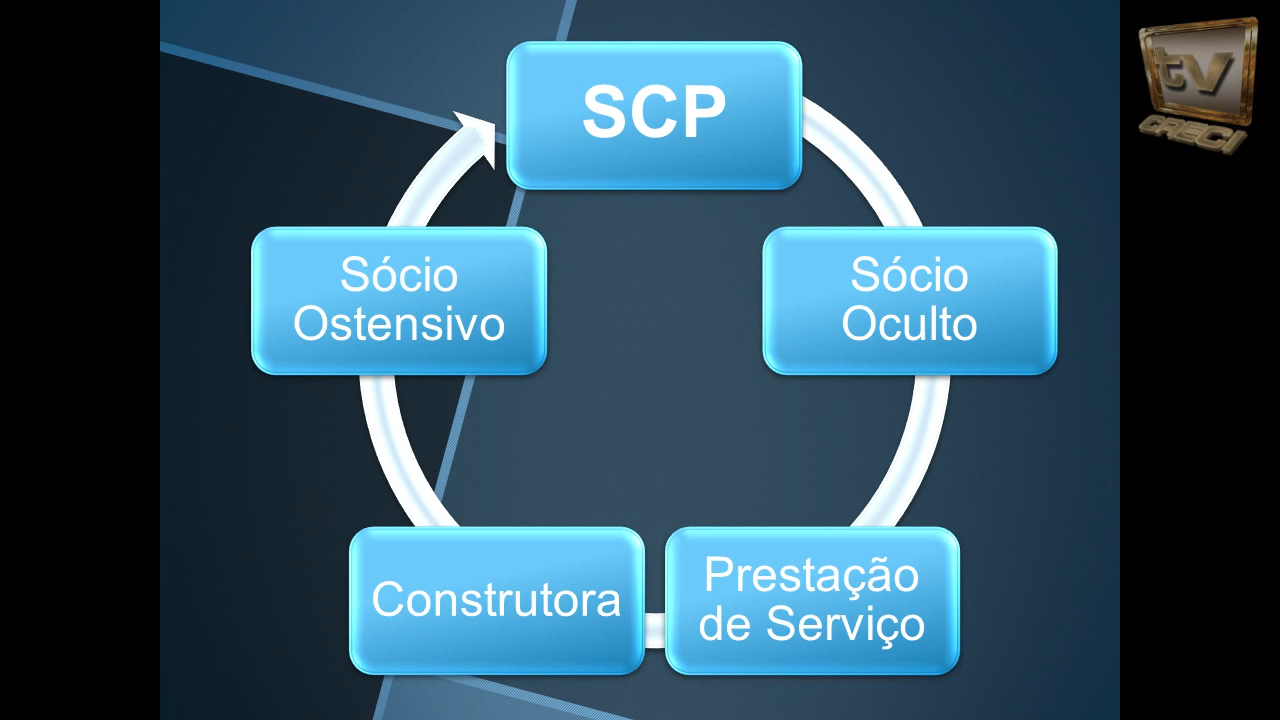 SCP
Sócio
Ostensivo
Sócio
Oculto
Construtora
Prestação
de Serviço
tv
CRECI